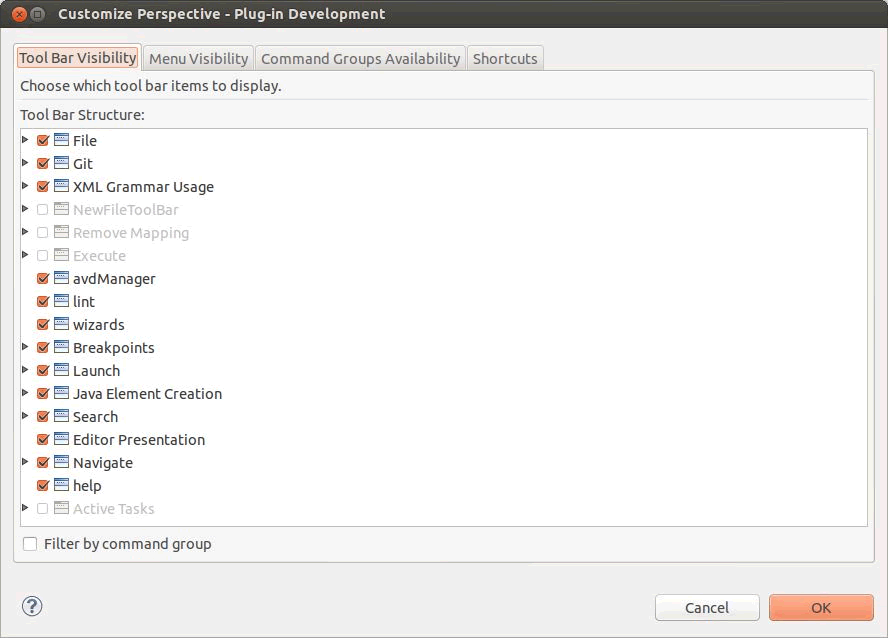 Customize Perspective - Plug-in Development
Tool Bar Visibility Menu Visibility Command Groups Availability Shortcuts
Choose which tool bar items to display.
Tool Bar Structure:
File
Git
XML Grammar Usage
NewFileToolBar
Remove Mapping
Execute
avdManager
lint
wizards
Breakpoints
Launch
Java Element Creation
Search
Editor Presentation
Navigate
help
Active Tasks
Filter by command group
? Cancel OK